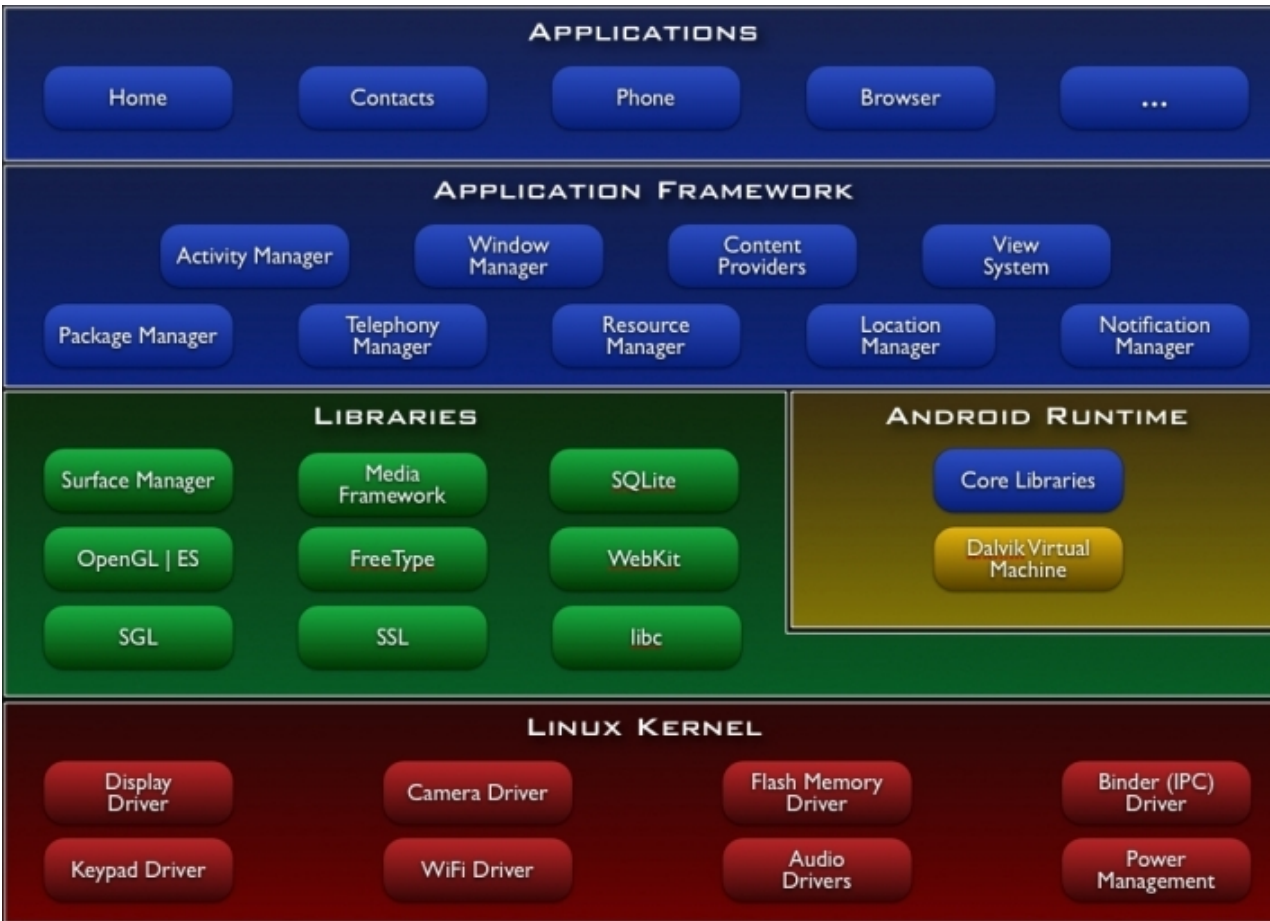 APPLICATIONS
Home
Contacts
Phone
Browser
...
APPLICATION FRAMEWORK
Activity Manager
Window
Manager
Content
Providers
View
System
Package Manager
Telephony
Manager
Resource
Manager
Location
Manager
Notification
Manager
LIBRARIES
Surface Manager
Media
Framework
SQLite
OpenGL | ES
FreeType
WebKit
SGL
SSL
libc
ANDROID RUNTIME
Core Libraries
Dalvik Virtual
Machine
LINUX KERNEL
Display
Driver
Camera Driver
Flash Memory
Driver
Binder (IPC)
Driver
Keypad Driver
WiFi Driver
Audio
Drivers
Power
Management